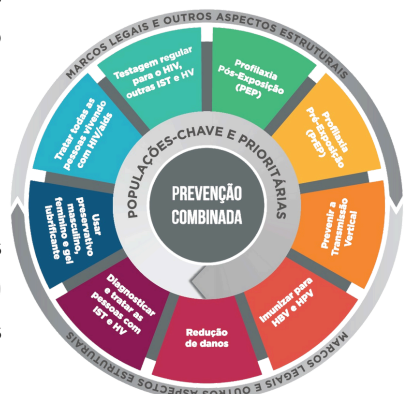 MARCOS LEGAIS E OUTROS ASPECTOS ESTRUTURAIS
Testagem regular
para o HIV,
outras IST e HV
Profilaxia
Pós-Exposição
(PEP)
Profilaxia
Pré-Exposição
(PrEP)
Prevenir a
Transmissão
Vertical
Imunizar para
HBV e HPV
Redução
de danos
Diagnosticar
e tratar as
pessoas com
IST e HV
Usar
preservativo
masculino,
feminino e gel
lubrificante
Tratar todas as
pessoas vivendo
com HIV/aids
POPULAÇÕES-CHAVE E PRIORITÁRIAS
PREVENÇÃO
COMBINADA
MARCOS LEGAIS E OUTROS ASPECTOS ESTRUTURAIS